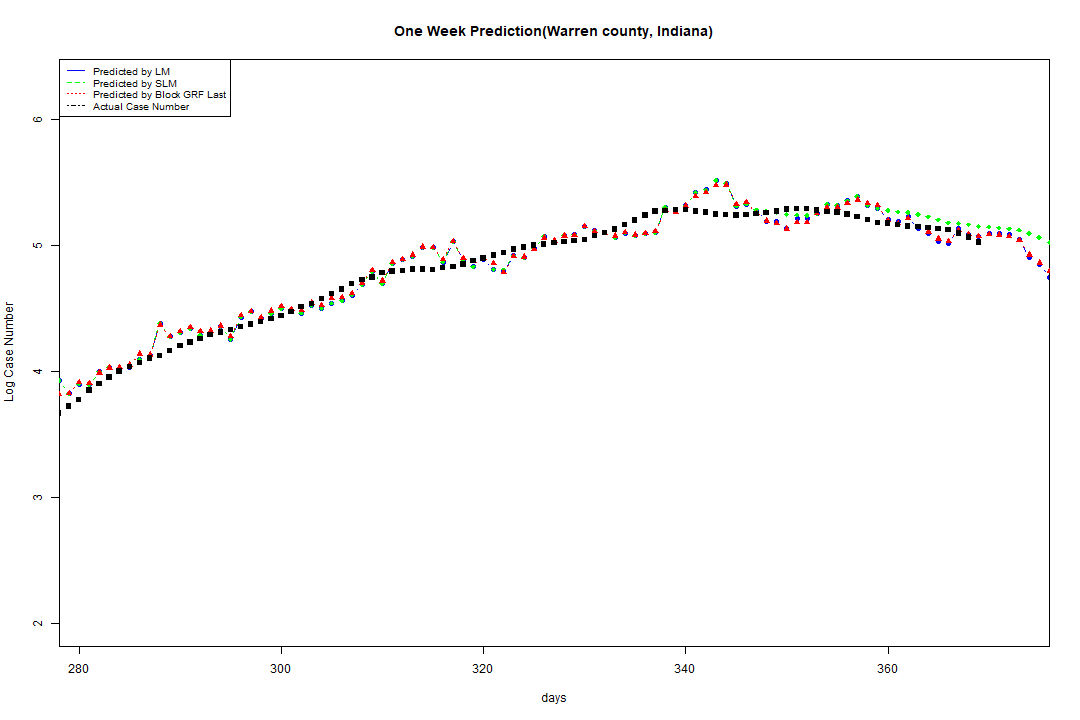 One Week Prediction(Warren county, Indiana)
Predicted by LM
Predicted by SLM
Predicted by Block GRF Last
Actual Case Number
Log Case Number
6
5
4
3
2
280 300 320 340 360
days